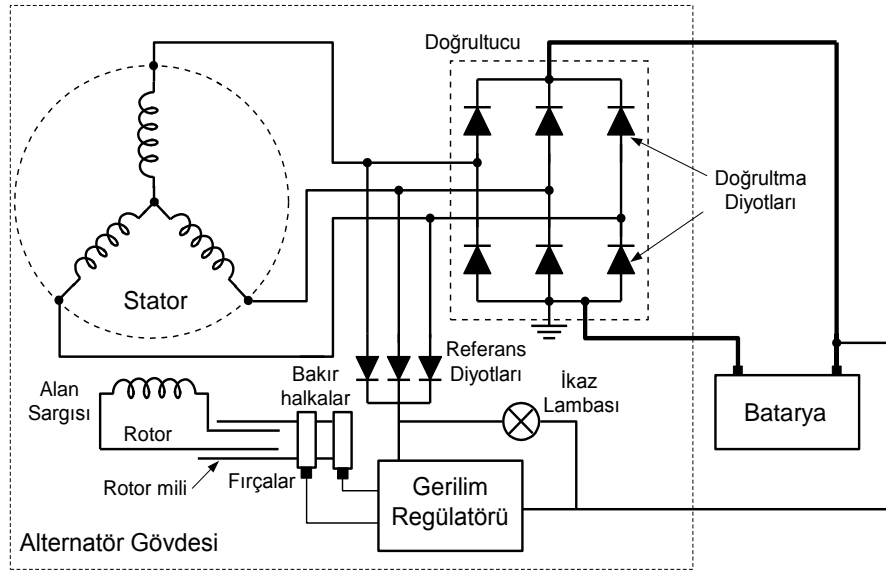 Doğrultucu
Doğrultma
Diyotları
Stator
Referans
Diyotları
İkaz
Lambası
Batarya
Alan
Sargısı
Rotor
Bakır
halkalar
Rotor mili
Fırçalar
Gerilim
Regülatörü
Alternatör Gövdesi